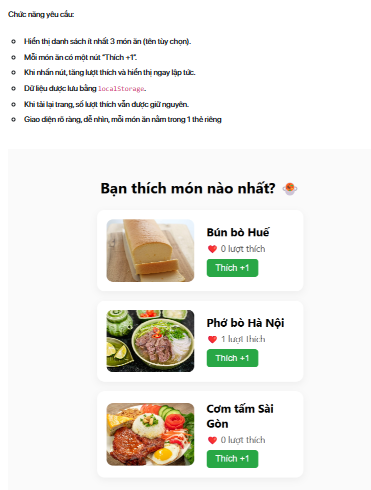 Chức năng yêu cầu:
Hiển thị danh sách ít nhất 3 món ăn (tên tùy chọn).
Mỗi món ăn có một nút "Thích +1".
Khi nhấn nút, tăng lượt thích và hiển thị ngay lập tức.
Dữ liệu được lưu bằng localStorage.
Khi tải lại trang, số lượt thích vẫn được giữ nguyên.
Giao diện rõ ràng, dễ nhìn, mỗi món ăn nằm trong 1 thẻ riêng
Bạn thích món nào nhất?
Bún bò Huế
0 lượt thích
Thích +1
Phở bò Hà Nội
1 lượt thích
Thích +1
Cơm tấm Sài
Gòn
0 lượt thích
Thích +1